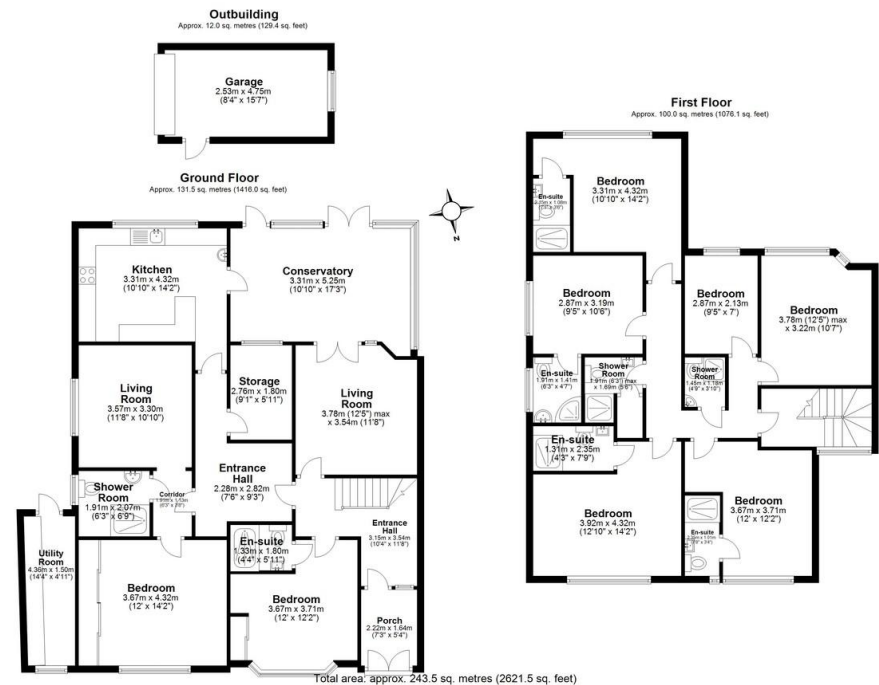 Outbuilding
Approx. 12.0 sq. metres (129.4 sq. feet)
Garage
2.53m x 4.75m
(8'4" x 15'7")
Ground Floor
Approx. 131.5 sq. metres (1416.0 sq. feet)
N
Kitchen
3.31m x 4.32m
(10'10" x 14'2")
Conservatory
3.31m x 5.25m
(10'10" x 17'3")
Living
Room
3.57m x 3.30m
(11'8" x 10'10")
Storage
2.76m x 1.80m
(9'1" x 5'11")
Living
Room
3.78m (12'5") max
x 3.54m (11'8")
Shower
Room
1.91m x 2.07m
(6'3" x 6'9")
Corridor
Entrance
Hall
2.28m x 2.82m
(7'6" x 9'3")
Entrance
Hall
3.15m x 3.54m
(10'4" x 11'8")
Utility
Room
4.36m x 1.50m
(14'4" x 4'11")
En-suite
1.33m x 1.80m
(4'4" x 5'11")
Bedroom
3.67m x 4.32m
(12' x 14'2")
Bedroom
3.67m x 3.71m
(12' x 12'2")
Porch
2.22m x 1.64m
(7'3" x 5'4")
First Floor
Approx. 100.0 sq. metres (1076.1 sq. feet)
Bedroom
3.31m x 4.32m
(10'10" x 14'2")
En-suite
Bedroom
2.87m x 3.19m
(9'5" x 10'6")
Bedroom
2.87m x 2.13m
(9'5" x 7')
Bedroom
3.78m (12'5") max
x 3.22m (10'7")
En-suite
1.91m x 1.41m
(6'3" x 4'7")
Shower
Room
1.91m (6'3") max
x 1.69m (5'6")
Shower
Room
1.45m x 1.18m
(4'9" x 3'10")
En-suite
1.31m x 2.35m
(4'3" x 7'9")
Bedroom
3.92m x 4.32m
(12'10" x 14'2")
En-suite
Bedroom
3.67m x 3.71m
(12' x 12'2")
Total area: approx. 243.5 sq. metres (2621.5 sq. feet)